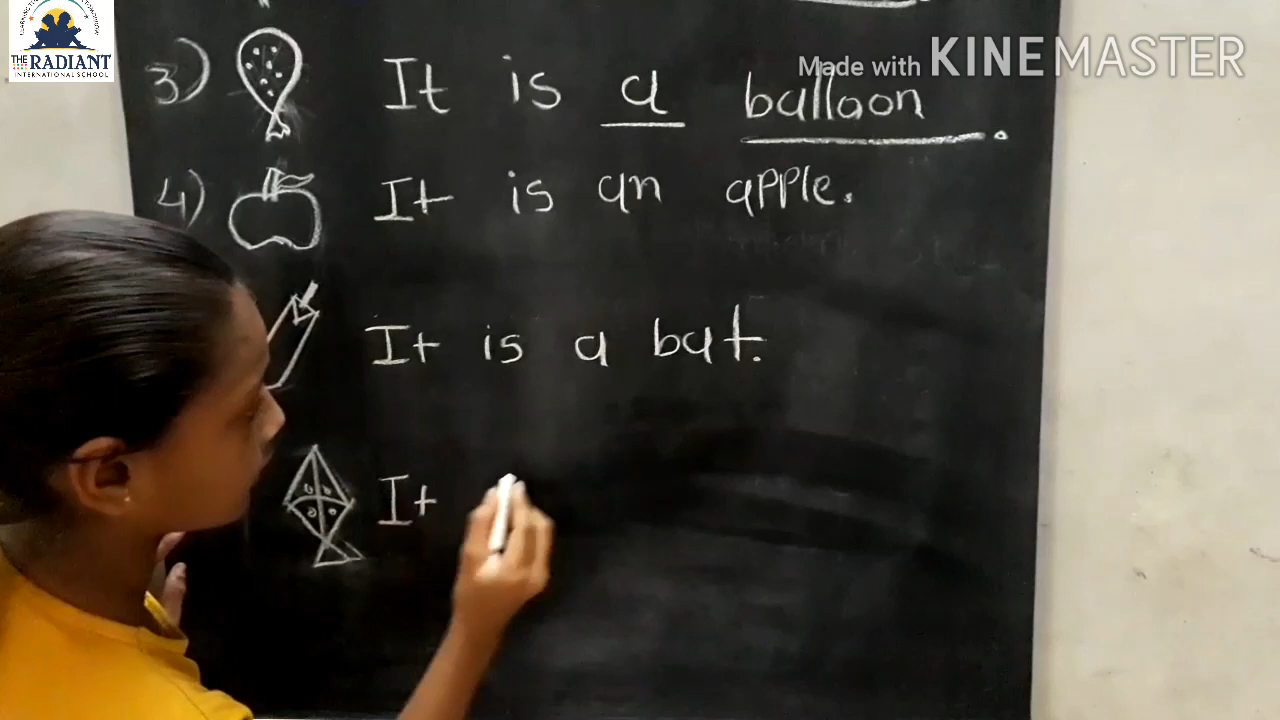 THE RADIANT
INTERNATIONAL SCHOOL
Made with KINEMASTER
3) It is a balloon.
4) It is an apple.
It is a bat.
It